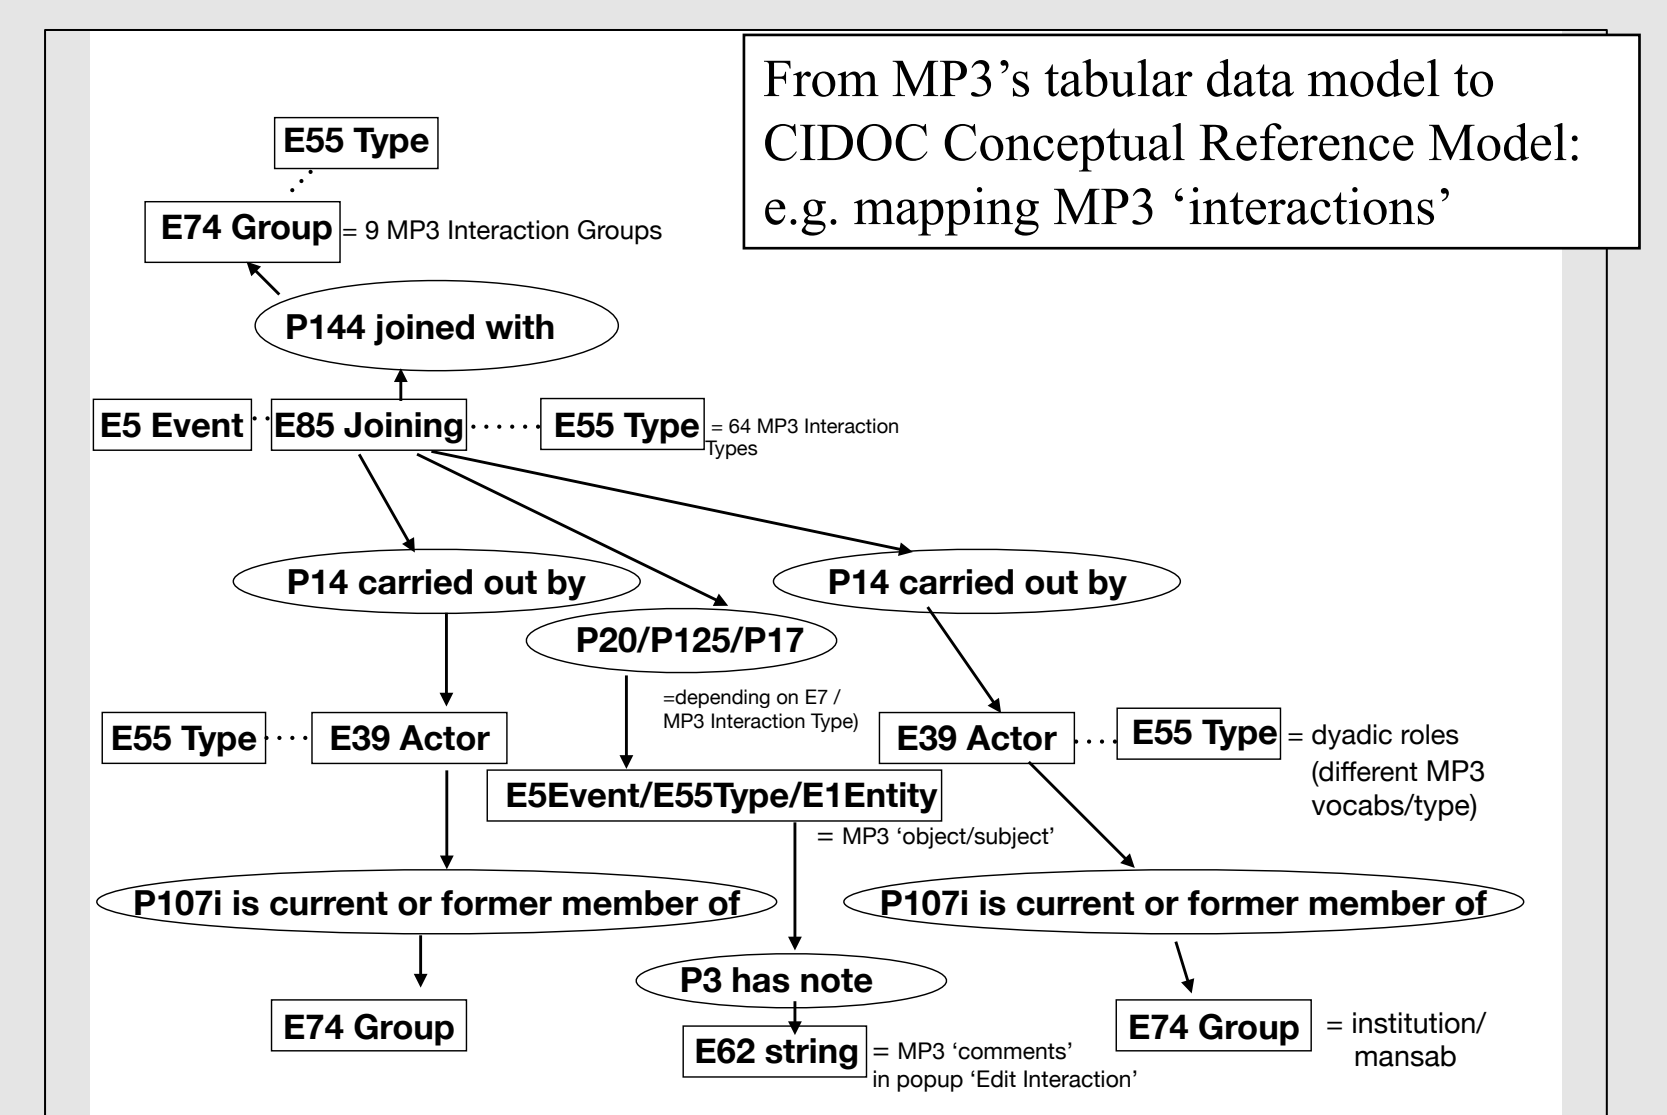 From MP3’s tabular data model to
CIDOC Conceptual Reference Model:
e.g. mapping MP3 ‘interactions’
E55 Type
E74 Group = 9 MP3 Interaction Groups
P144 joined with
E5 Event E85 Joining E55 Type = 64 MP3 Interaction
Types
P14 carried out by P14 carried out by
P20/P125/P17
=depending on E7 /
MP3 Interaction Type)
E55 Type E39 Actor E39 Actor E55 Type = dyadic roles
(different MP3
vocabs/type)
E5Event/E55Type/E1Entity
= MP3 ‘object/subject’
P107i is current or former member of P107i is current or former member of
P3 has note
E74 Group E74 Group = institution/
mansab
E62 string = MP3 ‘comments’
in popup ‘Edit Interaction’